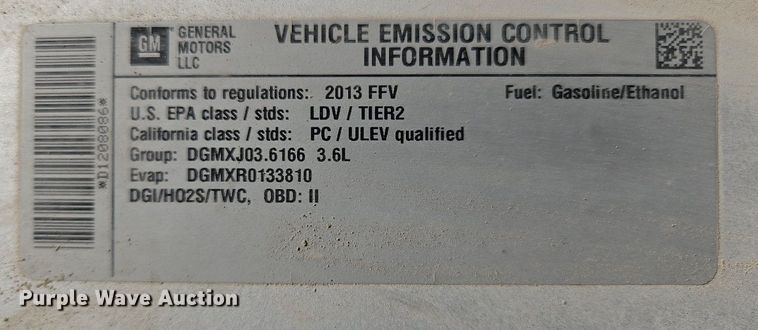 GM
GENERAL
MOTORS
LLC
VEHICLE EMISSION CONTROL
INFORMATION
*D1208086*
Conforms to regulations: 2013 FFV Fuel: Gasoline/Ethanol
U.S. EPA class / stds: LDV / TIER2
California class / stds: PC / ULEV qualified
Group: DGMXJ03.6166 3.6L
Evap: DGMXR0133810
DGI/HO2S/TWC, OBD: II
Purple Wave Auction